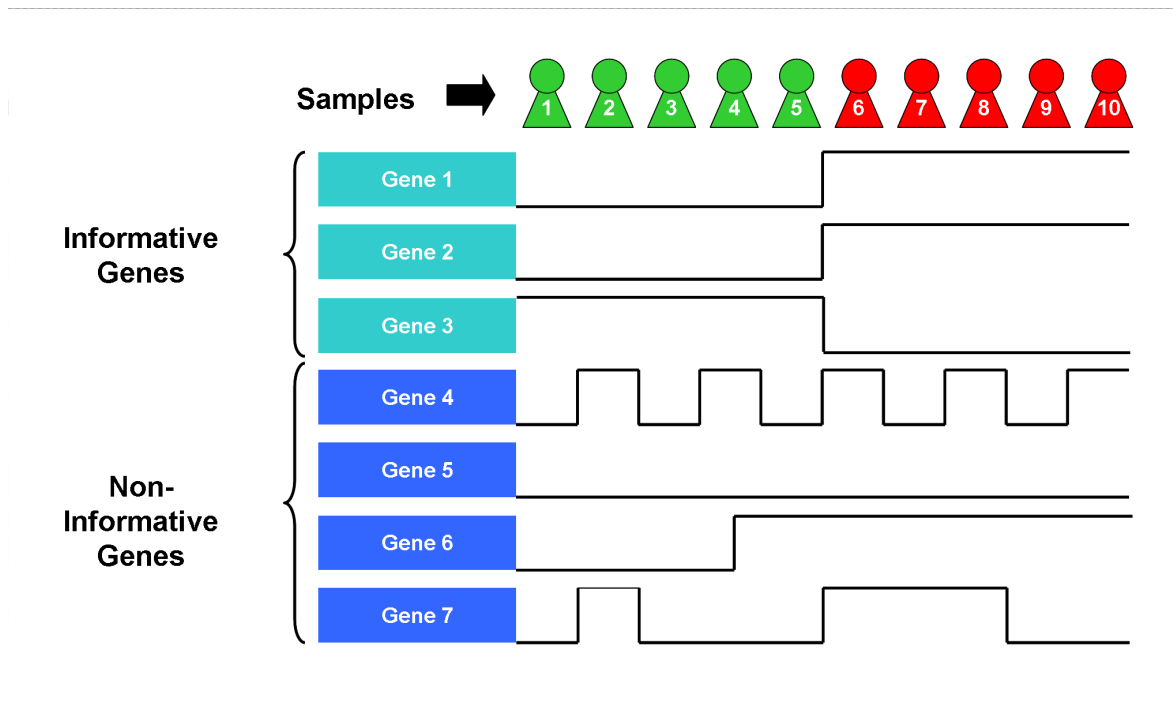 Samples
1 2 3 4 5 6 7 8 9 10
Informative
Genes
Gene 1
Gene 2
Gene 3
Non-
Informative
Genes
Gene 4
Gene 5
Gene 6
Gene 7